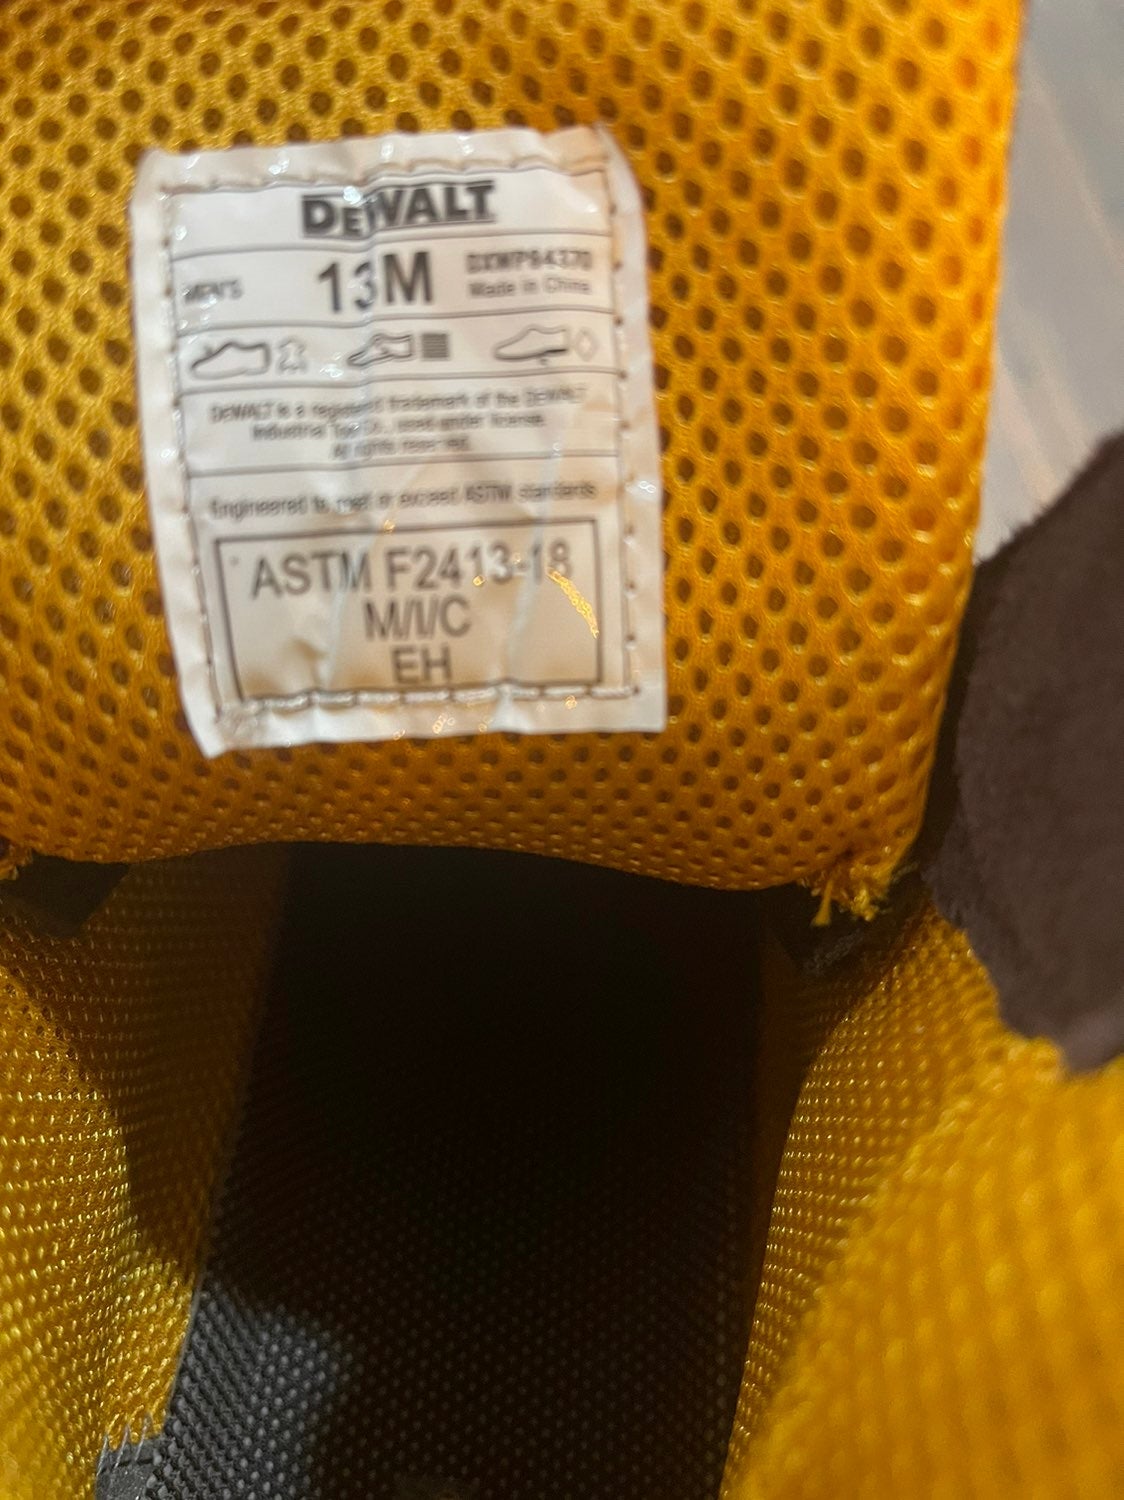 DEWALT
MEN'S 13M DXWP84370
Made in China
DEWALT is a registered trademark of the DEWALT
Industrial Tool Co., used under license.
All rights reserved.
Engineered to meet or exceed ASTM standards
ASTM F2413-18
M/I/C
EH